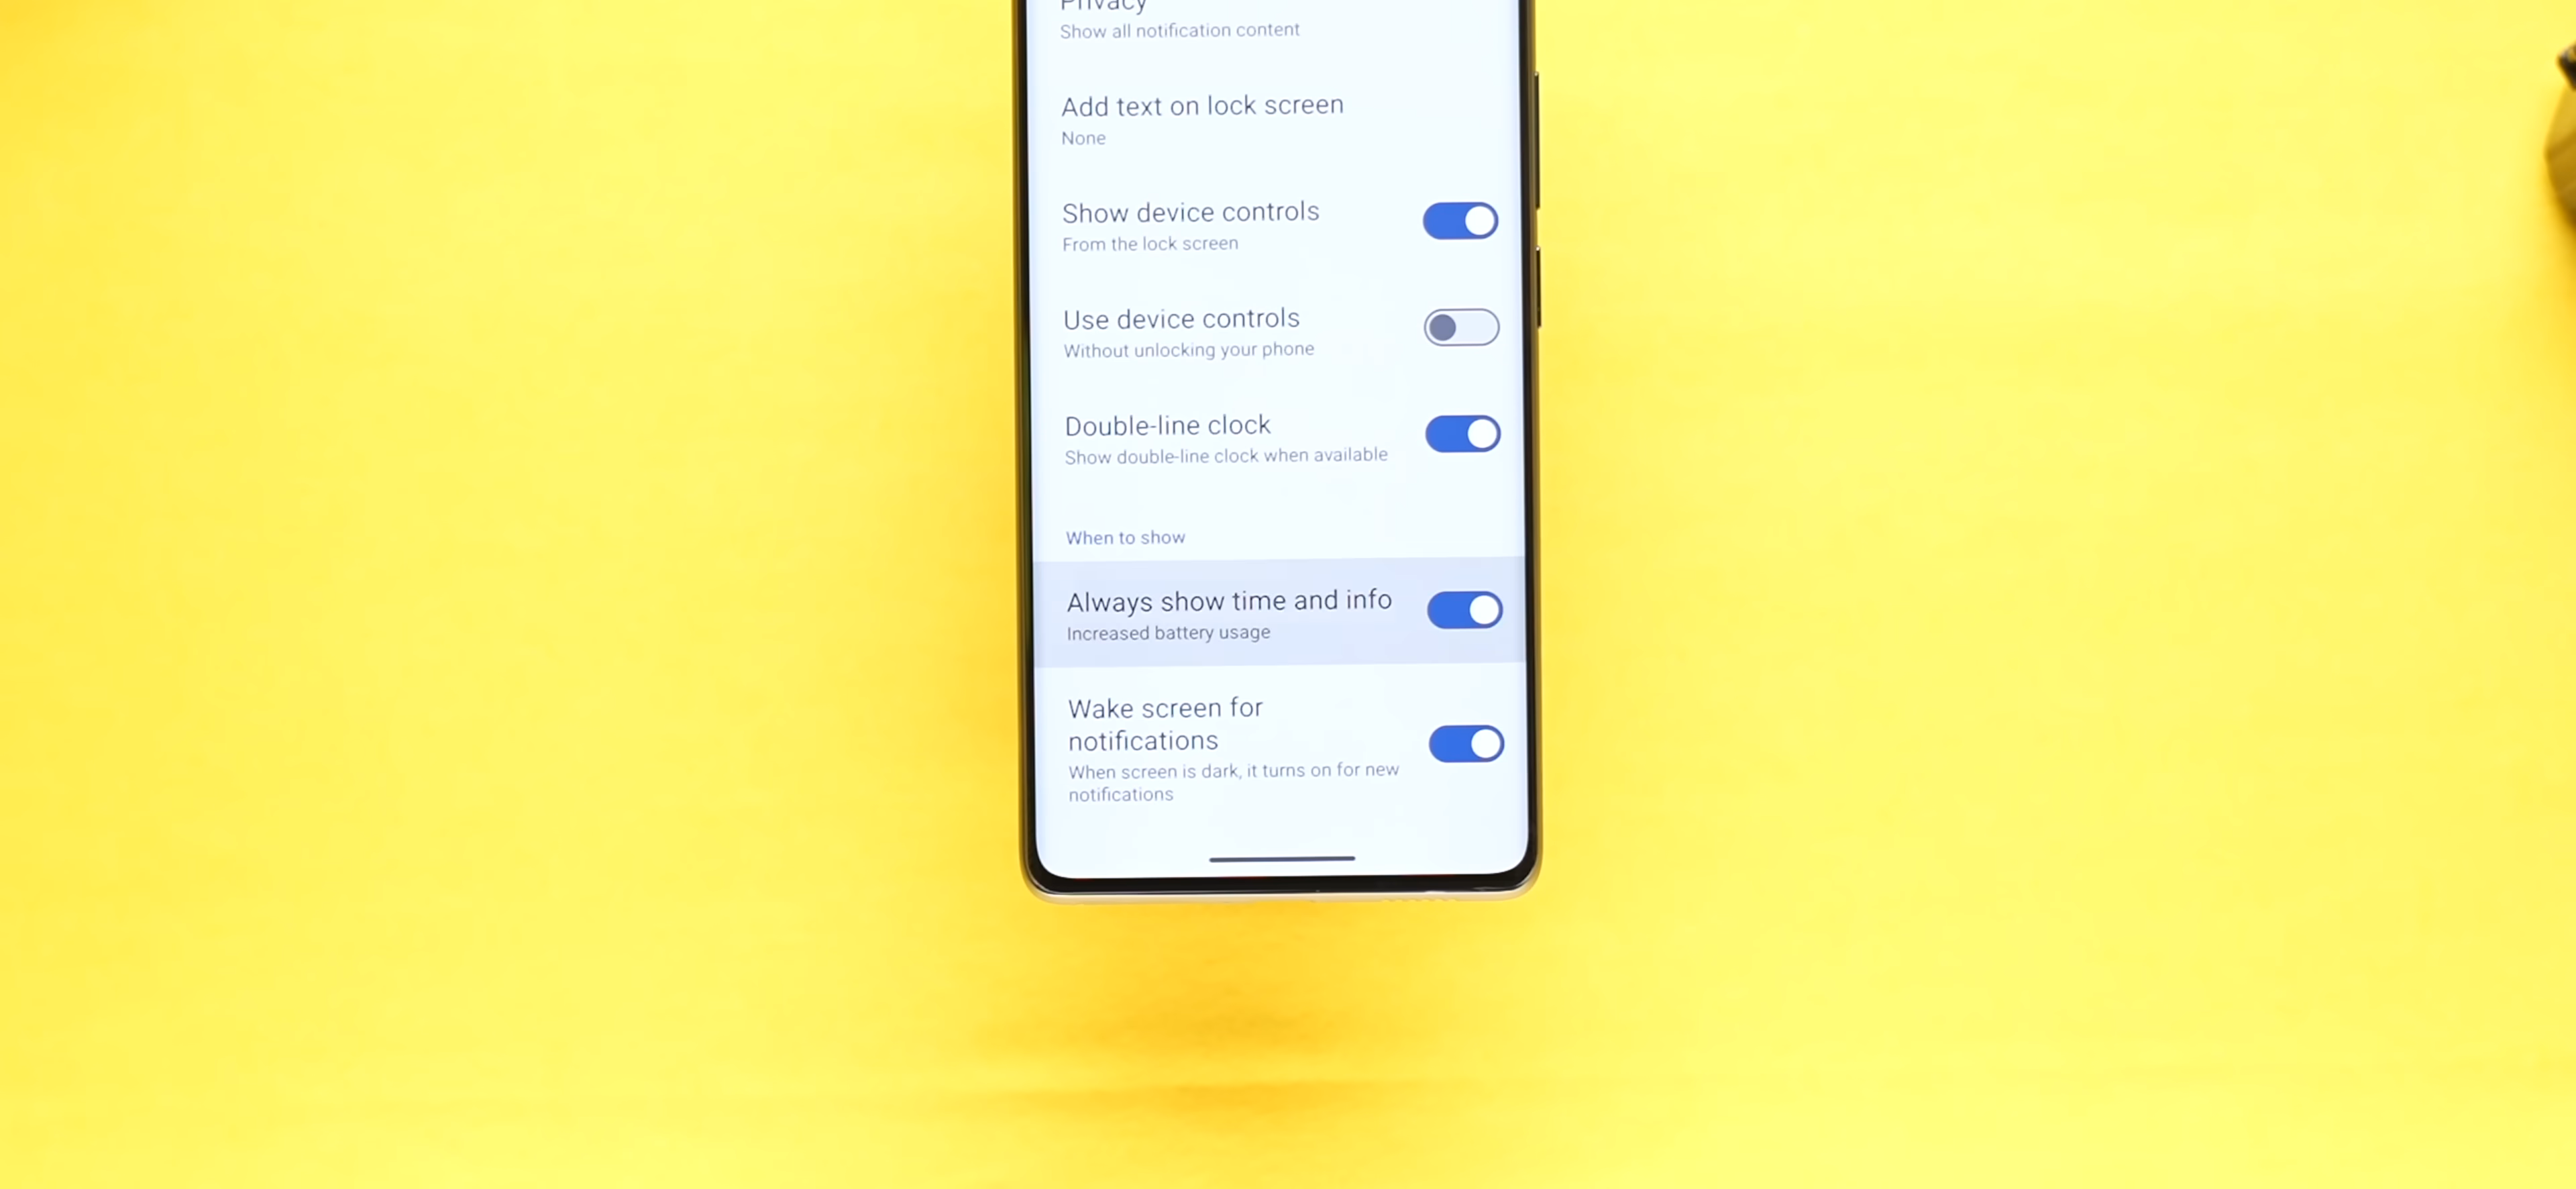 Privacy
Show all notification content
Add text on lock screen
None
Show device controls
From the lock screen
Use device controls
Without unlocking your phone
Double-line clock
Show double-line clock when available
When to show
Always show time and info
Increased battery usage
Wake screen for
notifications
When screen is dark, it turns on for new
notifications